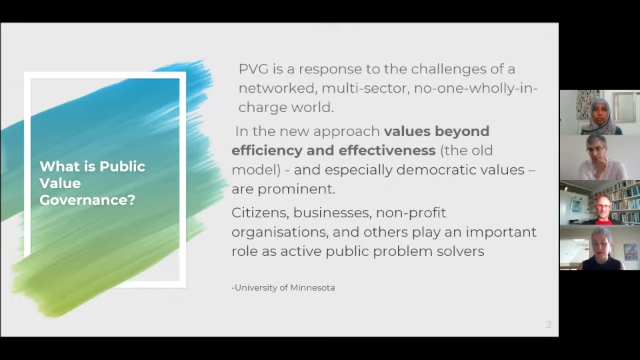 What is Public
Value
Governance?
PVG is a response to the challenges of a
networked, multi-sector, no-one-wholly-in-
charge world.
In the new approach values beyond
efficiency and effectiveness (the old
model) - and especially democratic values –
are prominent.
Citizens, businesses, non-profit
organisations, and others play an important
role as active public problem solvers
-University of Minnesota
2